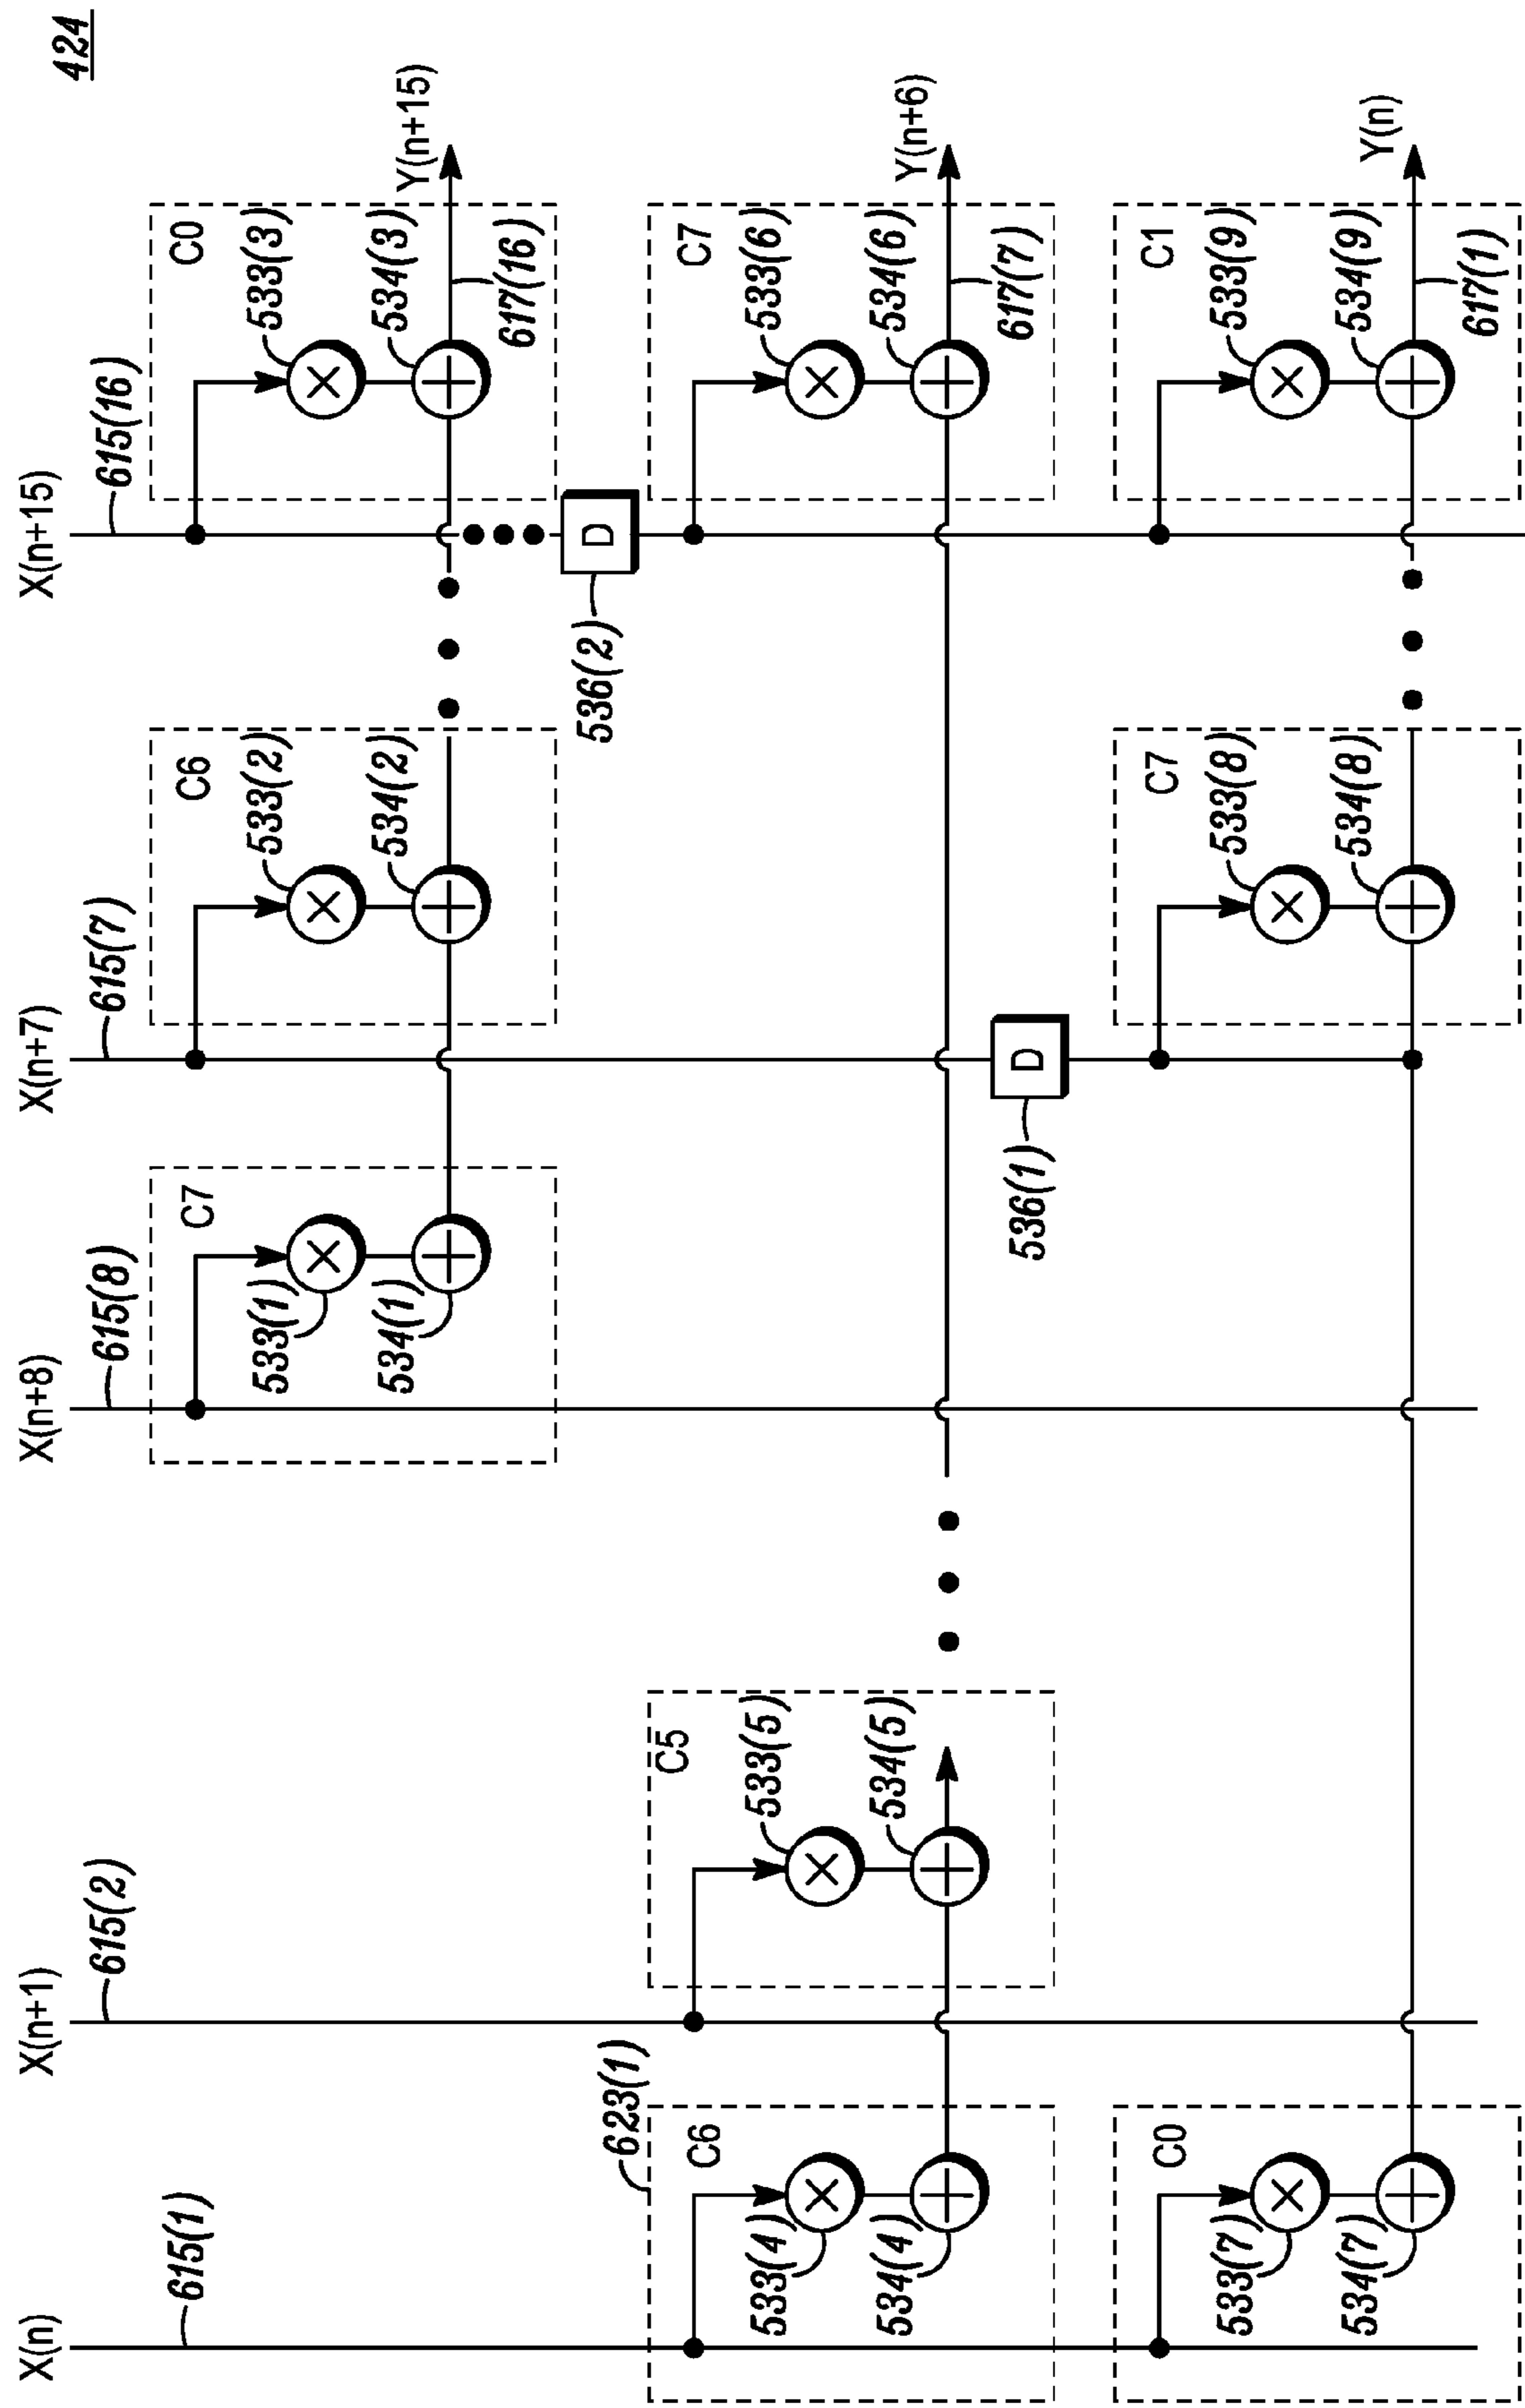 424
X(n)
615(1)
X(n+1)
615(2)
X(n+8)
615(8)
X(n+7)
615(7)
X(n+15)
615(16)
C7
533(1)
534(1)
C6
533(2)
534(2)
C0
533(3)
534(3)
Y(n+15)
617(16)
D
536(2)
623(1)
C6
533(4)
534(4)
C5
533(5)
534(5)
C7
533(6)
534(6)
Y(n+6)
617(7)
D
536(1)
C0
533(7)
534(7)
C7
533(8)
534(8)
C1
533(9)
534(9)
Y(n)
617(1)